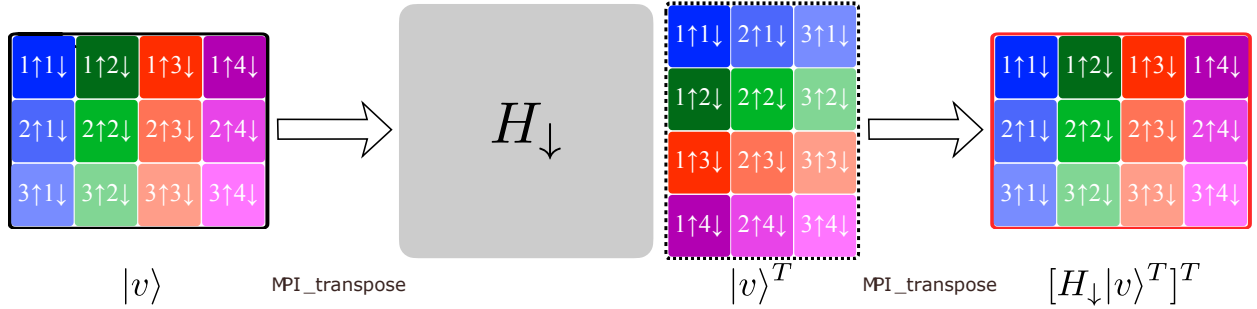 1↑1↓ 1↑2↓ 1↑3↓ 1↑4↓
2↑1↓ 2↑2↓ 2↑3↓ 2↑4↓
3↑1↓ 3↑2↓ 3↑3↓ 3↑4↓
|v⟩
MPI_transpose
H↓
1↑1↓ 2↑1↓ 3↑1↓
1↑2↓ 2↑2↓ 3↑2↓
1↑3↓ 2↑3↓ 3↑3↓
1↑4↓ 2↑4↓ 3↑4↓
|v⟩ᵀ
MPI_transpose
1↑1↓ 1↑2↓ 1↑3↓ 1↑4↓
2↑1↓ 2↑2↓ 2↑3↓ 2↑4↓
3↑1↓ 3↑2↓ 3↑3↓ 3↑4↓
[H↓|v⟩ᵀ]ᵀ